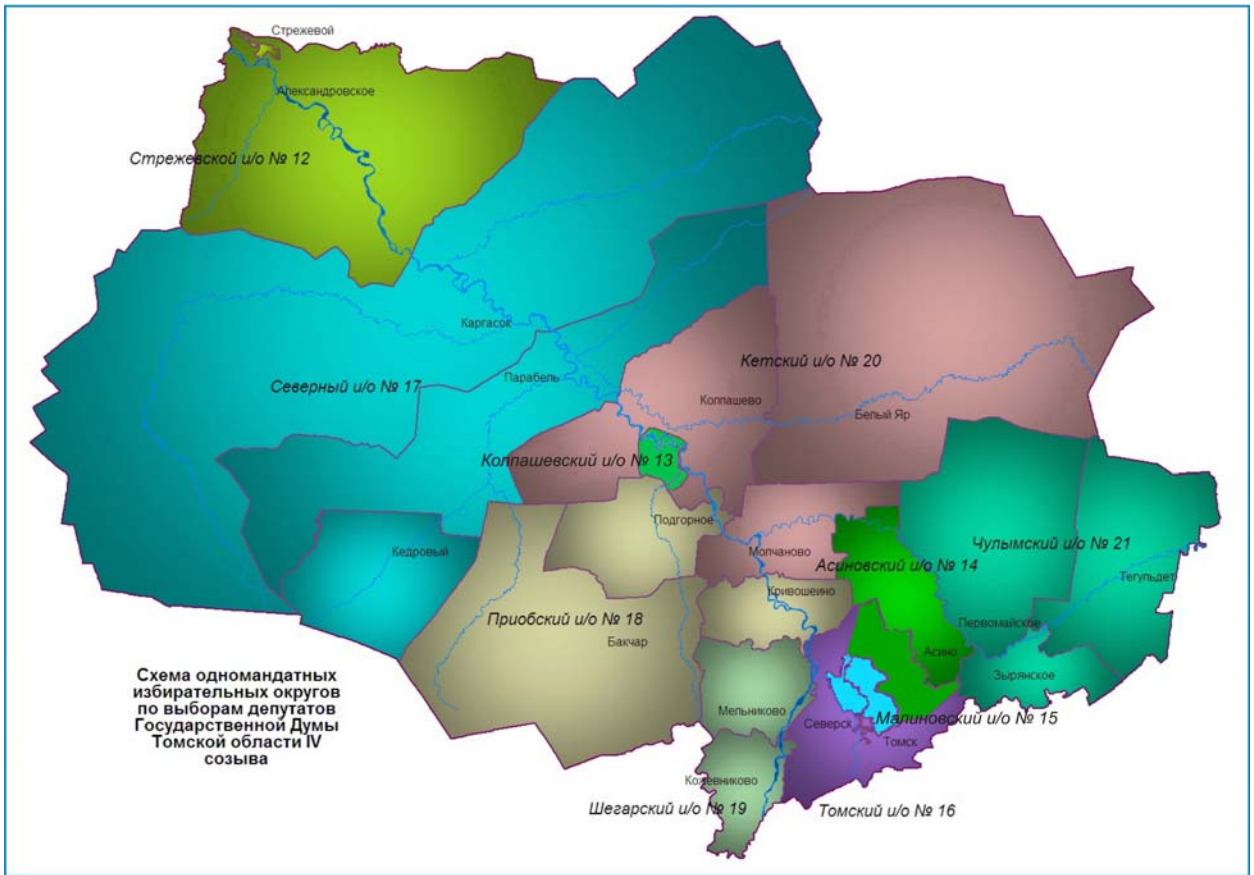 Стрежевой
Александровское
Стрежевской и/о № 12
Каргасок
Кетский и/о № 20
Северный и/о № 17
Парабель
Колпашево
Белый Яр
Колпашевский и/о № 13
Подгорное
Чулымский и/о № 21
Кедровый
Молчаново
Асиновский и/о № 14
Тегульдет
Кривошеино
Приобский и/о № 18
Первомайское
Бакчар
Асино
Зырянское
Схема одномандатных
избирательных округов
по выборам депутатов
Государственной Думы
Томской области IV
созыва
Мельниково
Северск
Малиновский и/о № 15
Томск
Кожевниково
Шегарский и/о № 19
Томский и/о № 16